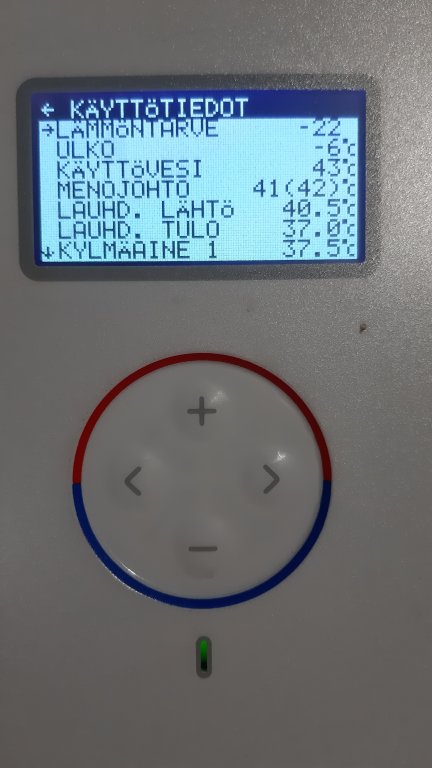 ← KÄYTTÖTIEDOT
→LÄMMÖNTARVE -22
ULKO -6°C
KÄYTTÖVESI 43°C
MENOJOHTO 41(42)°C
LAUHD. LÄHTÖ 40.5°C
LAUHD. TULO 37.0°C
↓KYLMÄAINE 1 37.5°C
+
< >
−